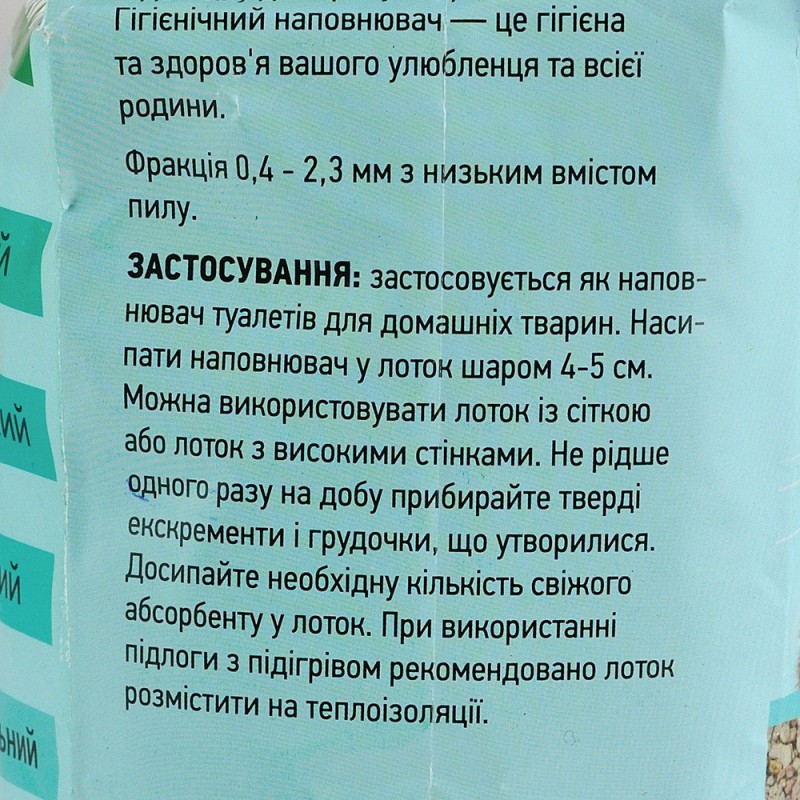 Гігієнічний наповнювач — це гігієна
та здоров'я вашого улюбленця та всієї
родини.
Фракція 0,4 - 2,3 мм з низьким вмістом
пилу.
ЗАСТОСУВАННЯ: застосовується як напов-
нювач туалетів для домашніх тварин. Наси-
пати наповнювач у лоток шаром 4-5 см.
Можна використовувати лоток із сіткою
або лоток з високими стінками. Не рідше
одного разу на добу прибирайте тверді
екскременти і грудочки, що утворилися.
Досипайте необхідну кількість свіжого
абсорбенту у лоток. При використанні
підлоги з підігрівом рекомендовано лоток
розмістити на теплоізоляції.